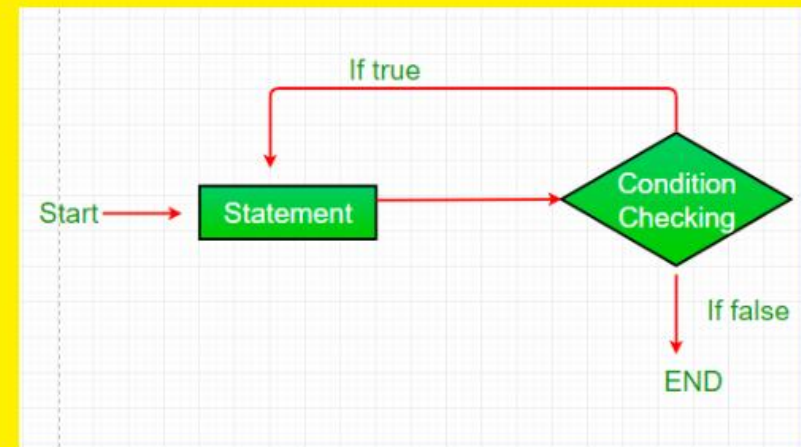 If true
Start
Statement
Condition
Checking
If false
END